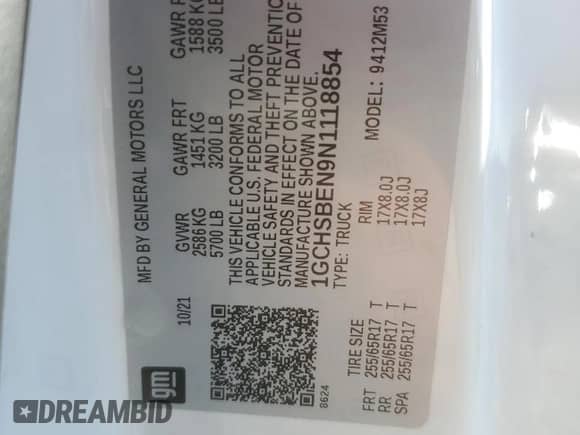 gm
10/21
MFD BY GENERAL MOTORS LLC
GVWR GAWR FRT GAWR
2586 KG 1451 KG 1588 KG
5700 LB 3200 LB 3500 LB
THIS VEHICLE CONFORMS TO ALL
APPLICABLE U.S. FEDERAL MOTOR
VEHICLE SAFETY AND THEFT PREVENTIO
STANDARDS IN EFFECT ON THE DATE OF
MANUFACTURE SHOWN ABOVE.
1GCHSBEN9N1118854
TYPE: TRUCK MODEL: 9412M53
8624
TIRE SIZE RIM
FRT 255/65R17 T 17X8.0J
RR 255/65R17 T 17X8.0J
SPA 255/65R17 T 17X8J
DREAMBID